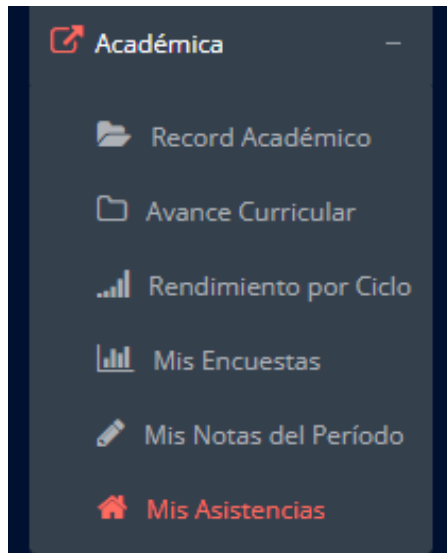 Académica
Record Académico
Avance Curricular
Rendimiento por Ciclo
Mis Encuestas
Mis Notas del Período
Mis Asistencias